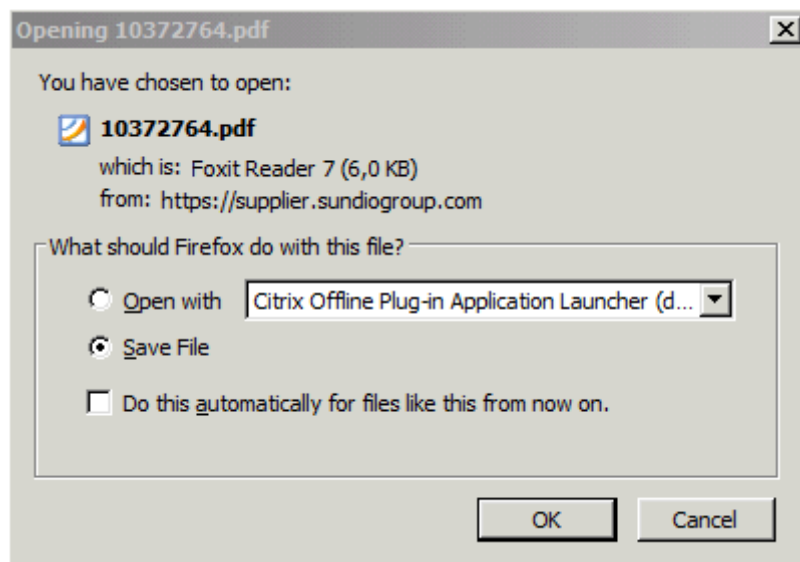 Opening 10372764.pdf
You have chosen to open:
10372764.pdf
which is: Foxit Reader 7 (6,0 KB)
from: https://supplier.sundiogroup.com
What should Firefox do with this file?
Open with Citrix Offline Plug-in Application Launcher (d...
Save File
Do this automatically for files like this from now on.
OK Cancel